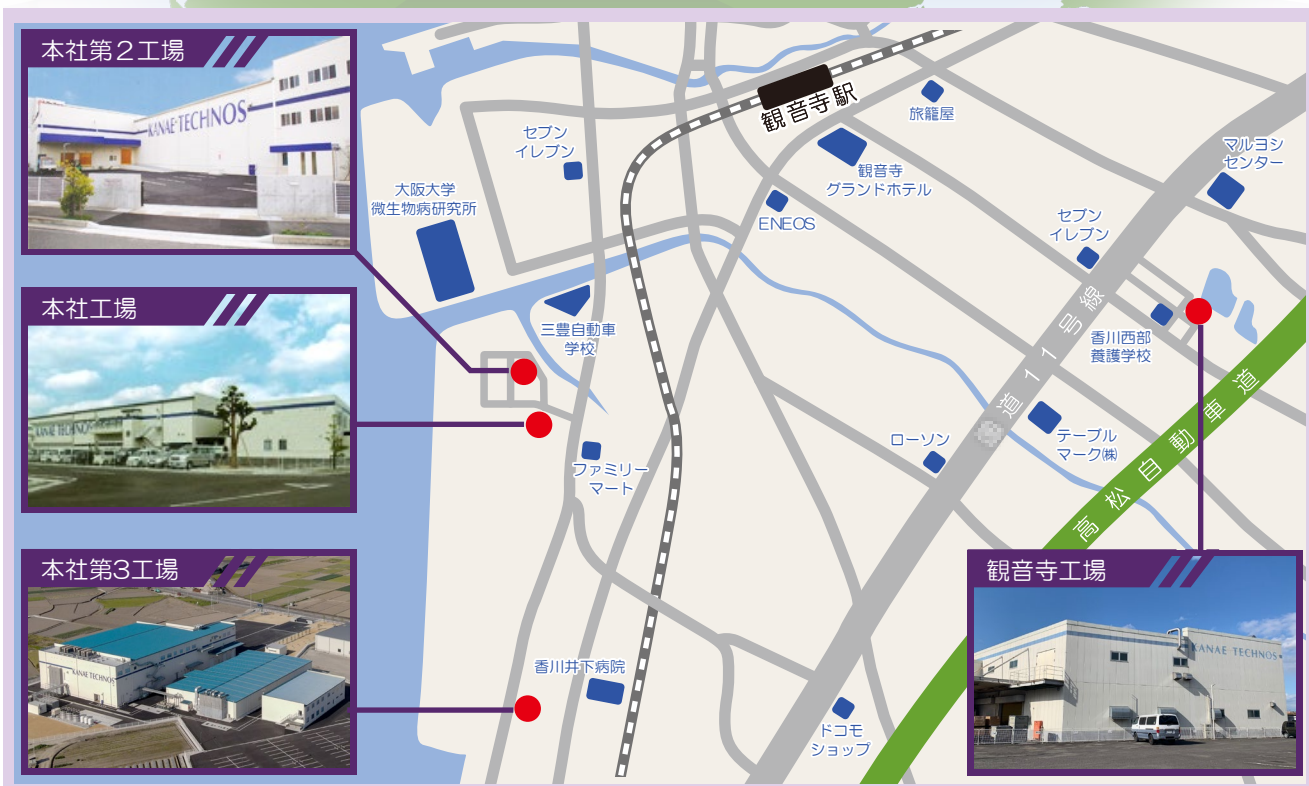 本社第2工場
KANAE TECHNOS
本社工場
KANAE TECHNOS
本社第3工場
KANAE TECHNOS
観音寺工場
KANAE TECHNOS
観音寺駅
旅籠屋
観音寺
グランドホテル
マルヨシ
センター
セブン
イレブン
大阪大学
微生物病研究所
ENEOS
セブン
イレブン
三豊自動車
学校
香川西部
養護学校
道11号線
ローソン
テーブル
マーク㈱
ファミリー
マート
高松自動車道
香川井下病院
ドコモ
ショップ